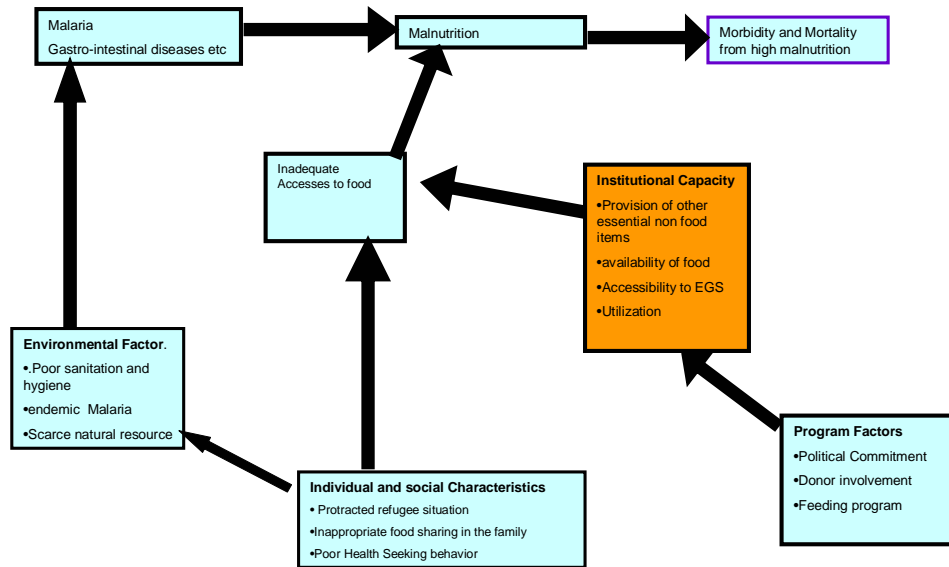 Malaria
Gastro-intestinal diseases etc
Malnutrition
Morbidity and Mortality
from high malnutrition
Inadequate
Accesses to food
Institutional Capacity
•Provision of other
essential non food
items
•availability of food
•Accessibility to EGS
•Utilization
Environmental Factor.
•.Poor sanitation and
hygiene
•endemic Malaria
•Scarce natural resource
Individual and social Characteristics
• Protracted refugee situation
•Inappropriate food sharing in the family
•Poor Health Seeking behavior
Program Factors
•Political Commitment
•Donor involvement
•Feeding program